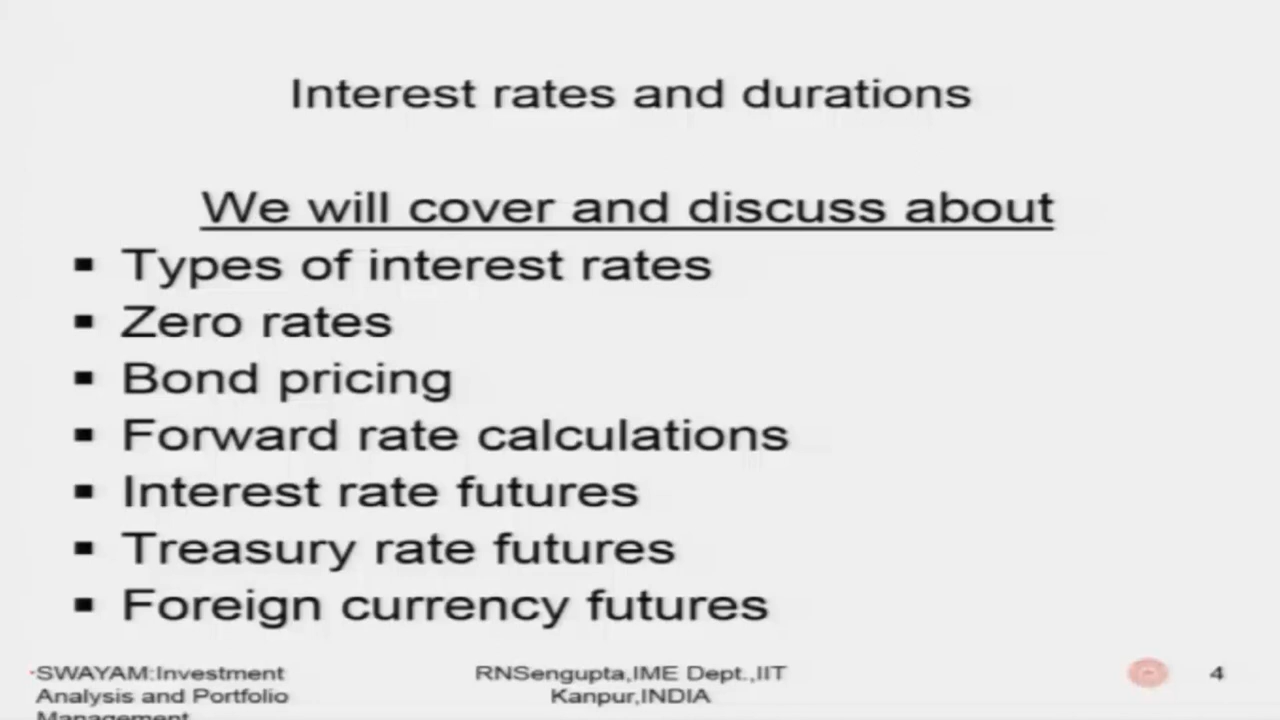 Interest rates and durations
We will cover and discuss about
▪ Types of interest rates
▪ Zero rates
▪ Bond pricing
▪ Forward rate calculations
▪ Interest rate futures
▪ Treasury rate futures
▪ Foreign currency futures
SWAYAM:Investment
Analysis and Portfolio
Management
RNSengupta,IME Dept.,IIT
Kanpur,INDIA
4